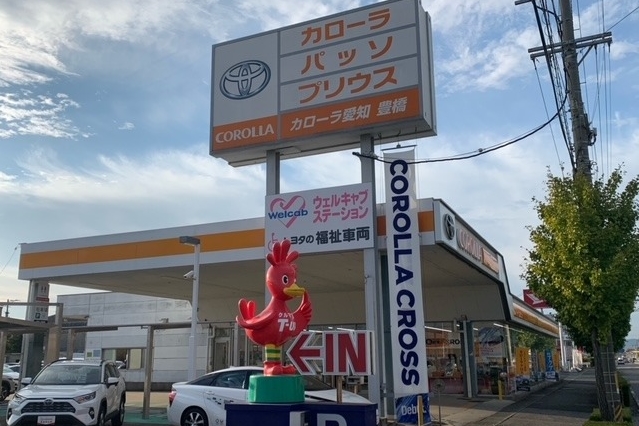 カローラ
パッソ
プリウス
COROLLA
カローラ愛知 豊橋
Welcab
ウェルキャブ
ステーション
トヨタの福祉車両
COROLLA CROSS
←IN